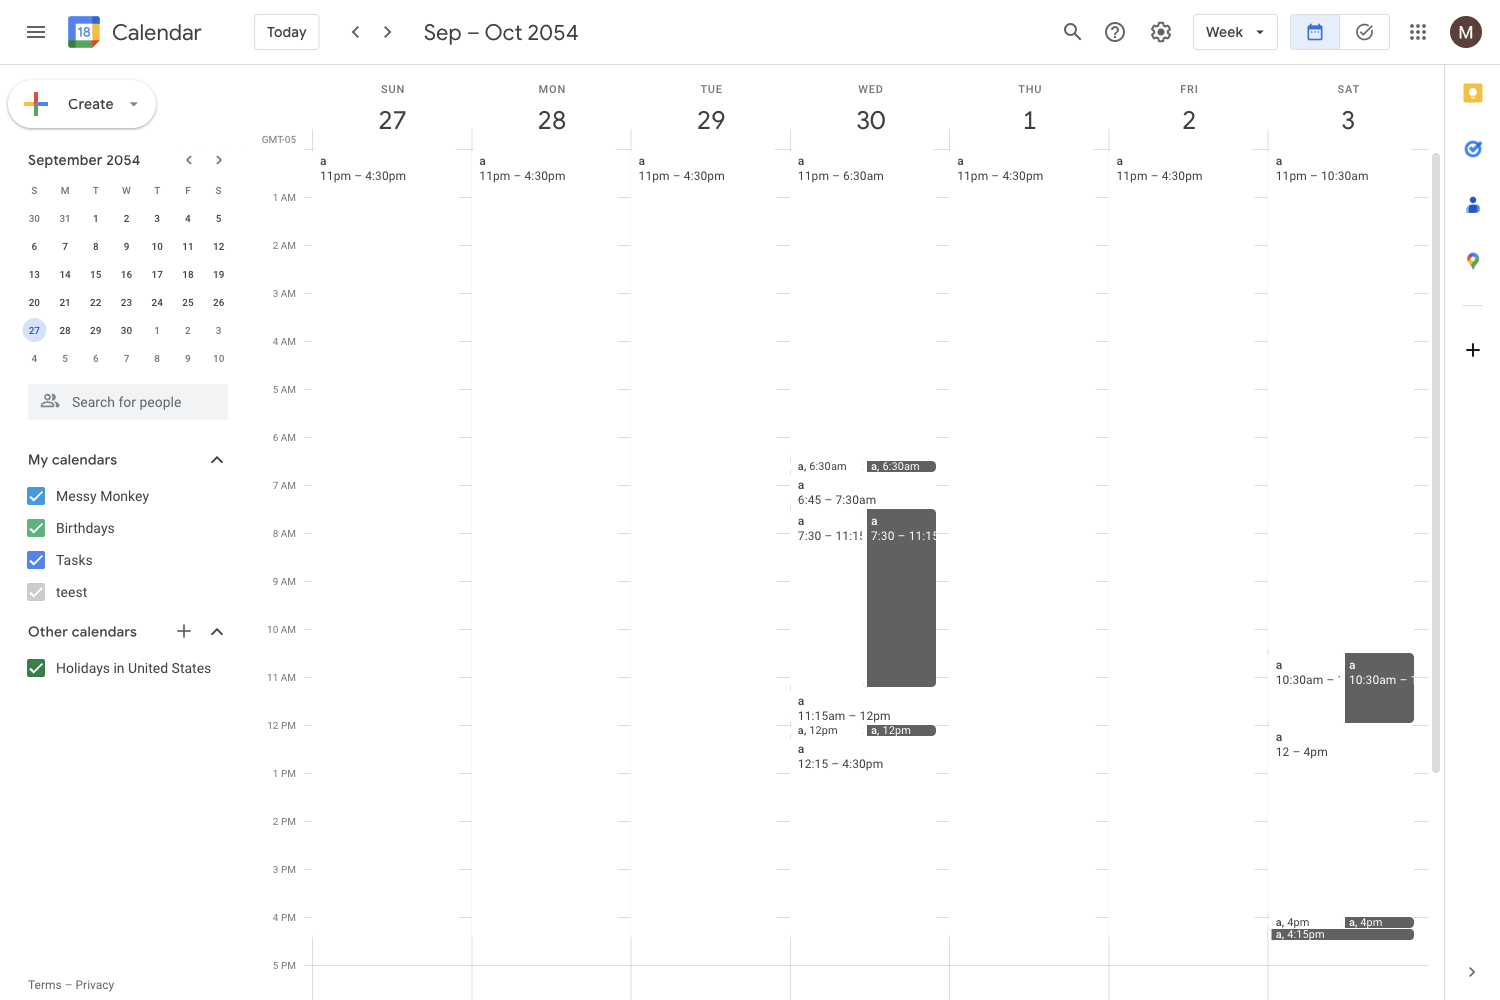 18
Calendar
Today
Sep – Oct 2054
Week
M
Create
SUN
MON
TUE
WED
THU
FRI
SAT
27
28
29
30
1
2
3
GMT-05
September 2054
S M T W T F S
30 31 1 2 3 4 5
6 7 8 9 10 11 12
13 14 15 16 17 18 19
20 21 22 23 24 25 26
27 28 29 30 1 2 3
4 5 6 7 8 9 10
Search for people
My calendars
Messy Monkey
Birthdays
Tasks
teest
Other calendars
Holidays in United States
Terms – Privacy
1 AM
2 AM
3 AM
4 AM
5 AM
6 AM
7 AM
8 AM
9 AM
10 AM
11 AM
12 PM
1 PM
2 PM
3 PM
4 PM
5 PM
a
11pm – 4:30pm
a
11pm – 4:30pm
a
11pm – 4:30pm
a
11pm – 6:30am
a, 6:30am
a, 6:30am
a
6:45 – 7:30am
a
7:30 – 11:15
a
7:30 – 11:15
a
11:15am – 12pm
a, 12pm
a, 12pm
a
12:15 – 4:30pm
a
11pm – 4:30pm
a
11pm – 4:30pm
a
11pm – 10:30am
a
10:30am –
a
10:30am –
a
12 – 4pm
a, 4pm
a, 4pm
a, 4:15pm